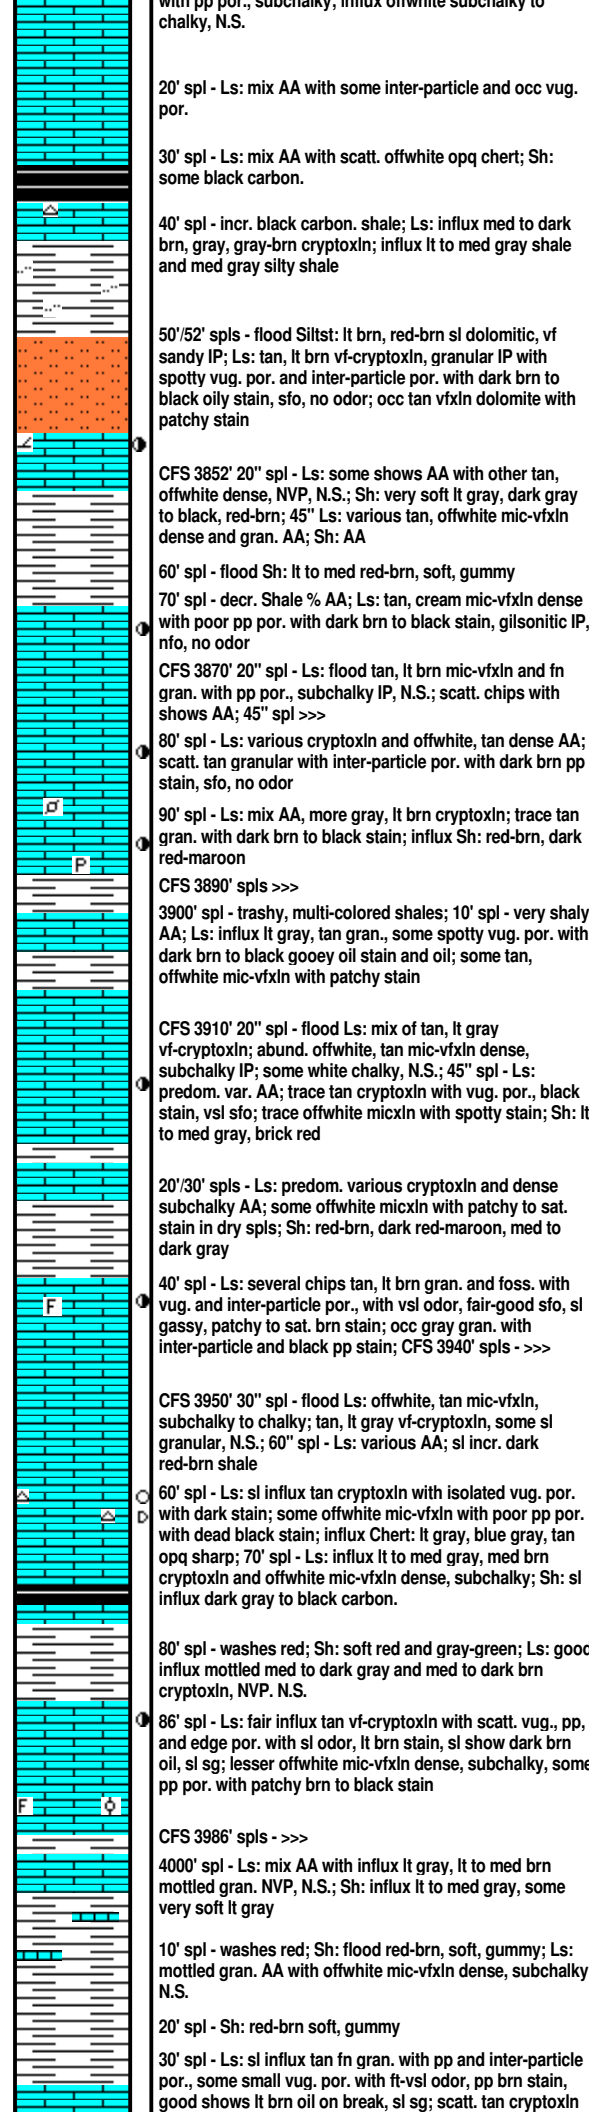 with pp por., subchalky; influx offwhite subchalky to
chalky, N.S.
20' spl - Ls: mix AA with some inter-particle and occ vug.
por.
30' spl - Ls: mix AA with scatt. offwhite opq chert; Sh:
some black carbon.
40' spl - incr. black carbon. shale; Ls: influx med to dark
brn, gray, gray-brn cryptoxln; influx lt to med gray shale
and med gray silty shale
50'/52' spls - flood Siltst: lt brn, red-brn sl dolomitic, vf
sandy IP; Ls: tan, lt brn vf-cryptoxln, granular IP with
spotty vug. por. and inter-particle por. with dark brn to
black oily stain, sfo, no odor; occ tan vfxln dolomite with
patchy stain
CFS 3852' 20" spl - Ls: some shows AA with other tan,
offwhite dense, NVP, N.S.; Sh: very soft lt gray, dark gray
to black, red-brn; 45" Ls: various tan, offwhite mic-vfxln
dense and gran. AA; Sh: AA
60' spl - flood Sh: lt to med red-brn, soft, gummy
70' spl - decr. Shale % AA; Ls: tan, cream mic-vfxln dense
with poor pp por. with dark brn to black stain, gilsonitic IP,
nfo, no odor
CFS 3870' 20" spl - Ls: flood tan, lt brn mic-vfxln and fn
gran. with pp por., subchalky IP, N.S.; scatt. chips with
shows AA; 45" spl >>>
80' spl - Ls: various cryptoxln and offwhite, tan dense AA;
scatt. tan granular with inter-particle por. with dark brn pp
stain, sfo, no odor
90' spl - Ls: mix AA, more gray, lt brn cryptoxln; trace tan
gran. with dark brn to black stain; influx Sh: red-brn, dark
red-maroon
P
CFS 3890' spls >>>
3900' spl - trashy, multi-colored shales; 10' spl - very shaly
AA; Ls: influx lt gray, tan gran., some spotty vug. por. with
dark brn to black gooey oil stain and oil; some tan,
offwhite mic-vfxln with patchy stain
CFS 3910' 20" spl - flood Ls: mix of tan, lt gray
vf-cryptoxln; abund. offwhite, tan mic-vfxln dense,
subchalky IP; some white chalky, N.S.; 45" spl - Ls:
predom. var. AA; trace tan cryptoxln with vug. por., black
stain, vsl sfo; trace offwhite micxln with spotty stain; Sh: lt
to med gray, brick red
20'/30' spls - Ls: predom. various cryptoxln and dense
subchalky AA; some offwhite micxln with patchy to sat.
stain in dry spls; Sh: red-brn, dark red-maroon, med to
dark gray
40' spl - Ls: several chips tan, lt brn gran. and foss. with
F
vug. and inter-particle por., with vsl odor, fair-good sfo, sl
gassy, patchy to sat. brn stain; occ gray gran. with
inter-particle and black pp stain; CFS 3940' spls - >>>
CFS 3950' 30" spl - flood Ls: offwhite, tan mic-vfxln,
subchalky to chalky; tan, lt gray vf-cryptoxln, some sl
granular, N.S.; 60" spl - Ls: various AA; sl incr. dark
red-brn shale
60' spl - Ls: sl influx tan cryptoxln with isolated vug. por.
D
with dark stain; some offwhite mic-vfxln with poor pp por.
with dead black stain; influx Chert: lt gray, blue gray, tan
opq sharp; 70' spl - Ls: influx lt to med gray, med brn
cryptoxln and offwhite mic-vfxln dense, subchalky; Sh: sl
influx dark gray to black carbon.
80' spl - washes red; Sh: soft red and gray-green; Ls: good
influx mottled med to dark gray and med to dark brn
cryptoxln, NVP. N.S.
86' spl - Ls: fair influx tan vf-cryptoxln with scatt. vug., pp,
and edge por. with sl odor, lt brn stain, sl show dark brn
oil, sl sg; lesser offwhite mic-vfxln dense, subchalky, some
pp por. with patchy brn to black stain
F
CFS 3986' spls - >>>
4000' spl - Ls: mix AA with influx lt gray, lt to med brn
mottled gran. NVP, N.S.; Sh: influx lt to med gray, some
very soft lt gray
10' spl - washes red; Sh: flood red-brn, soft, gummy; Ls:
mottled gran. AA with offwhite mic-vfxln dense, subchalky
N.S.
20' spl - Sh: red-brn soft, gummy
30' spl - Ls: sl influx tan fn gran. with pp and inter-particle
por., some small vug. por. with ft-vsl odor, pp brn stain,
good shows lt brn oil on break, sl sg; scatt. tan cryptoxln